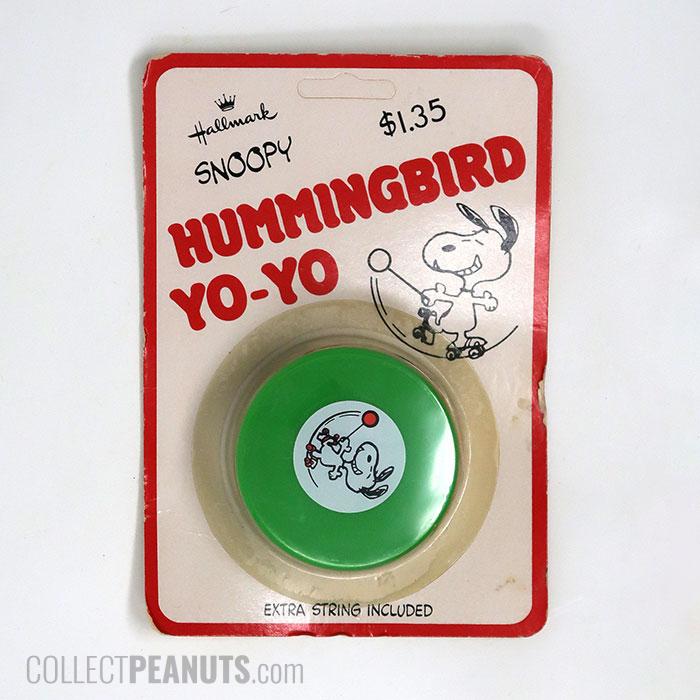 Hallmark
SNOOPY
$1.35
HUMMINGBIRD
YO-YO
EXTRA STRING INCLUDED
COLLECTPEANUTS.com